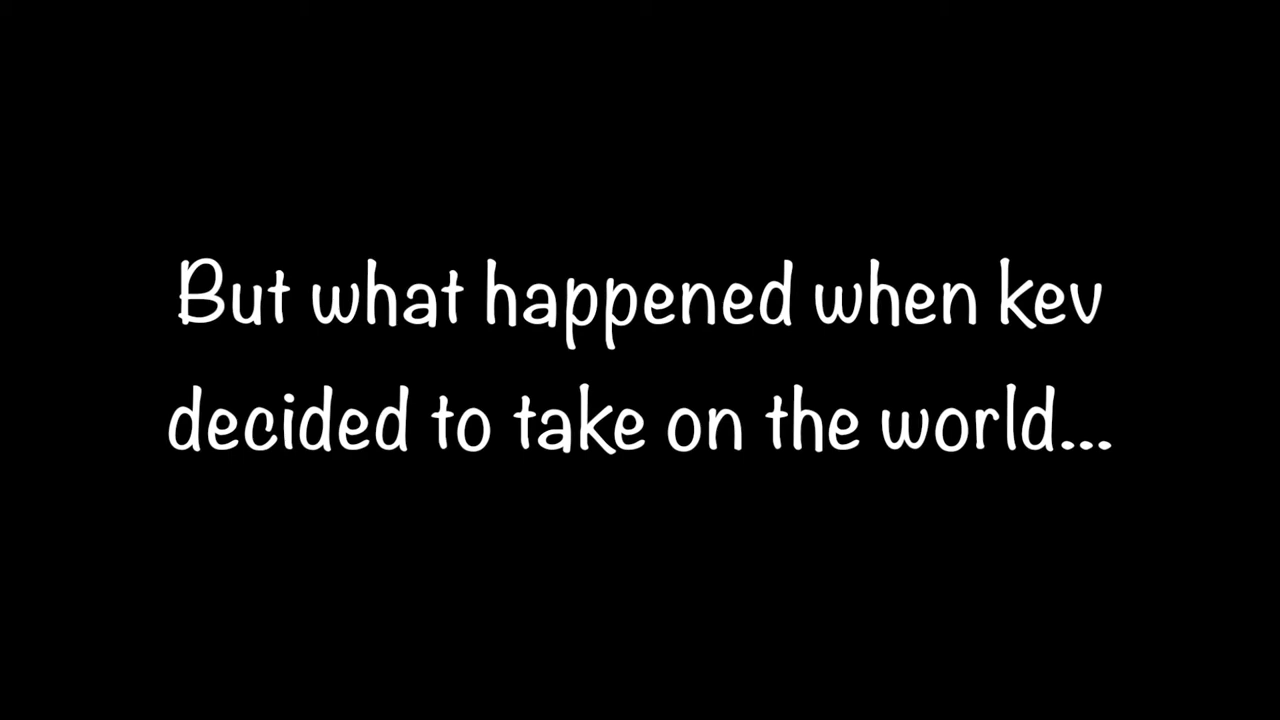 But what happened when kev
decided to take on the world...